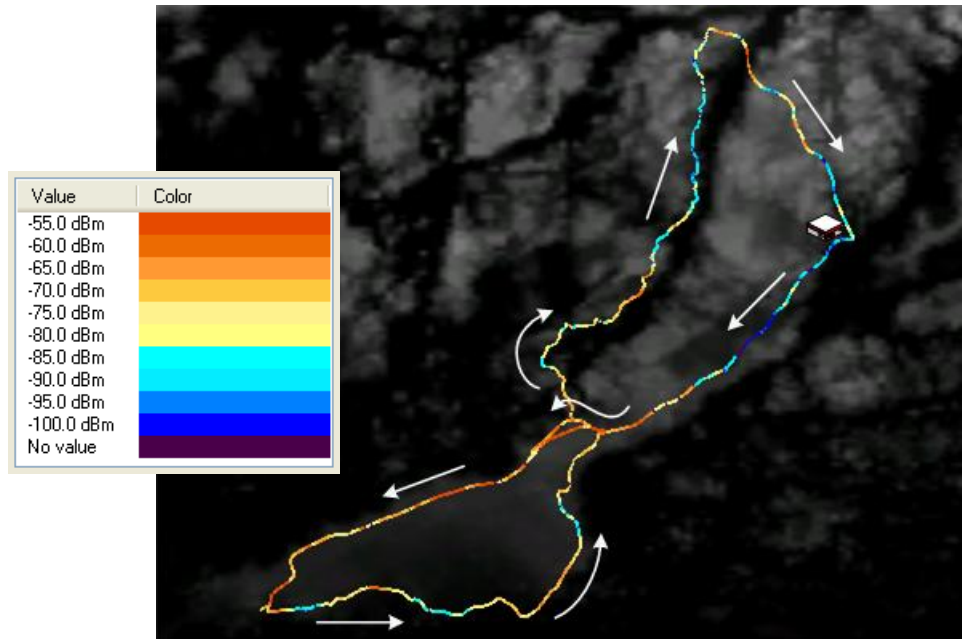 Value Color
-55.0 dBm
-60.0 dBm
-65.0 dBm
-70.0 dBm
-75.0 dBm
-80.0 dBm
-85.0 dBm
-90.0 dBm
-95.0 dBm
-100.0 dBm
No value